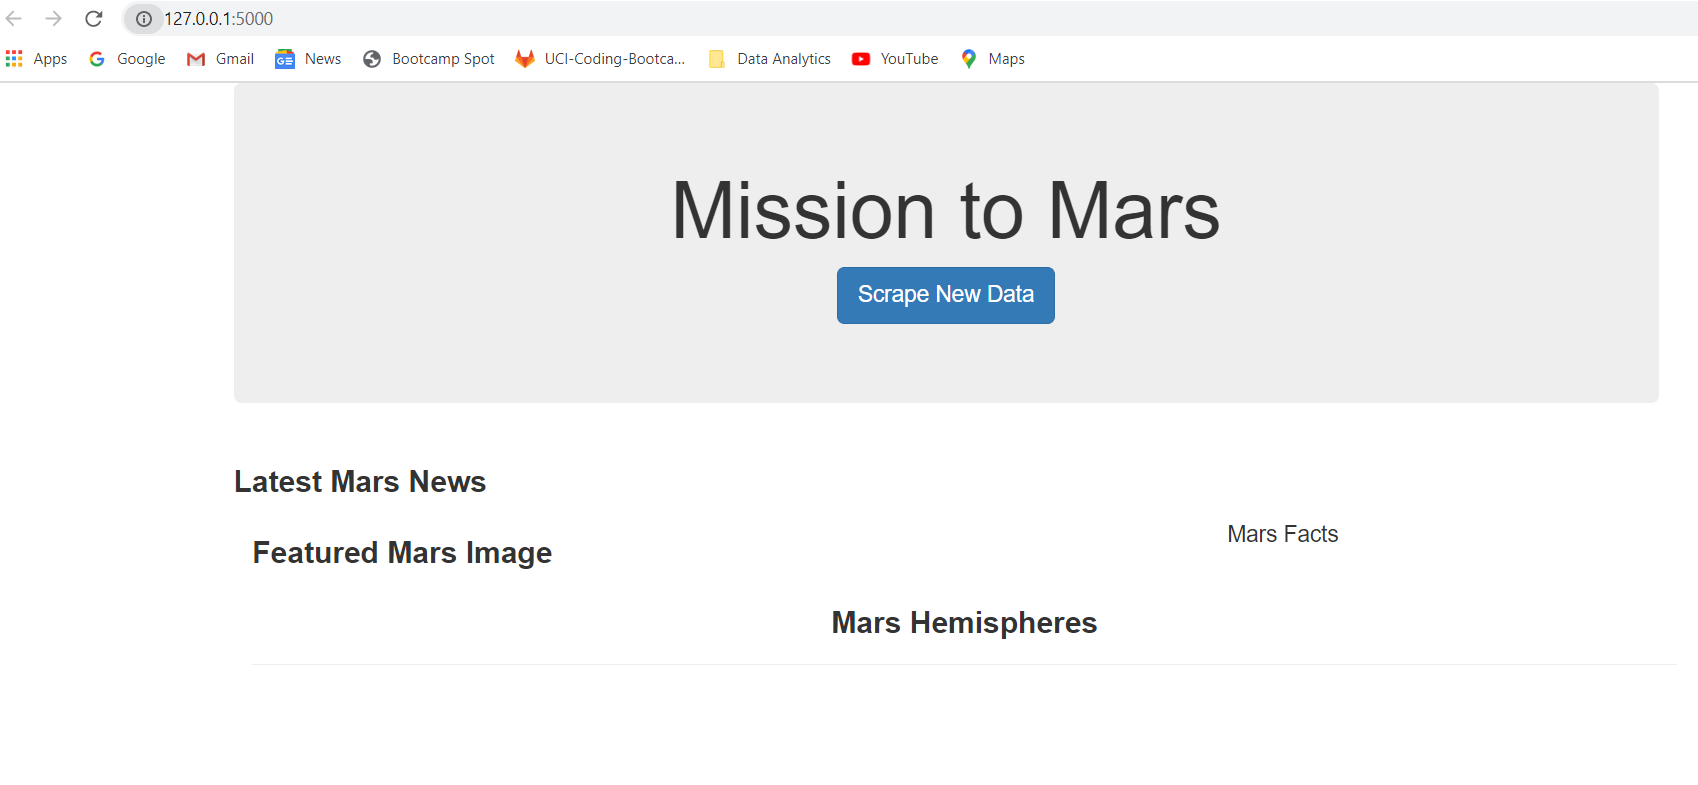 127.0.0.1:5000
Apps Google Gmail News Bootcamp Spot UCI-Coding-Bootca... Data Analytics YouTube Maps
Mission to Mars
Scrape New Data
Latest Mars News
Mars Facts
Featured Mars Image
Mars Hemispheres